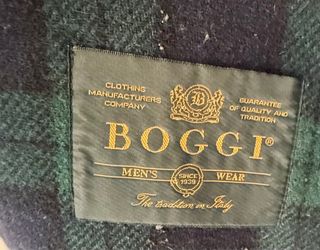 CLOTHING
MANUFACTURERS
COMPANY
B
GUARANTEE
OF QUALITY AND
TRADITION
BOGGI®
MEN'S
SINCE
1939
WEAR
The tradition in Italy